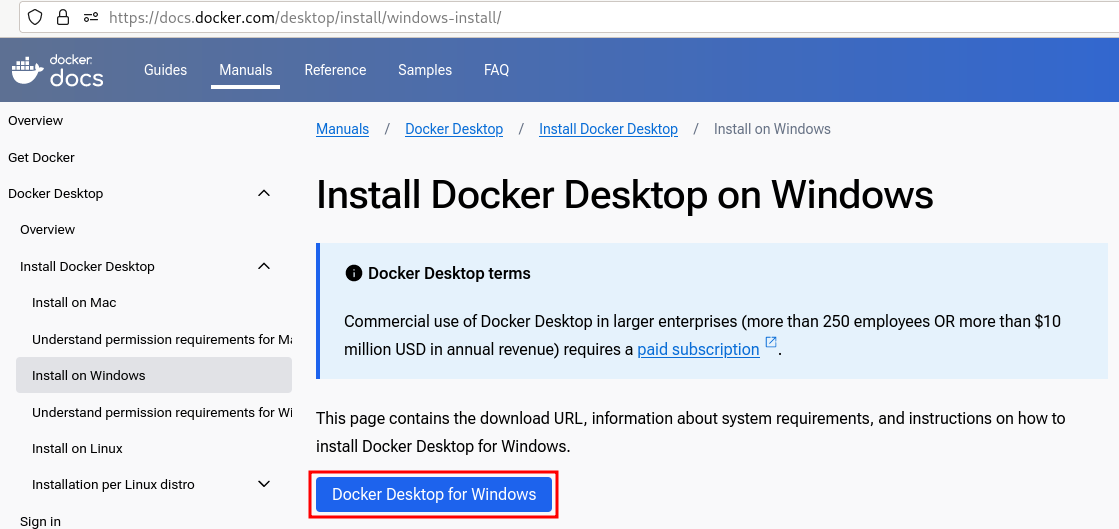 https://docs.docker.com/desktop/install/windows-install/
docker
docs
Guides Manuals Reference Samples FAQ
Overview
Get Docker
Docker Desktop
Overview
Install Docker Desktop
Install on Mac
Understand permission requirements for Ma
Install on Windows
Understand permission requirements for Wi
Install on Linux
Installation per Linux distro
Sign in
Manuals / Docker Desktop / Install Docker Desktop / Install on Windows
Install Docker Desktop on Windows
Docker Desktop terms
Commercial use of Docker Desktop in larger enterprises (more than 250 employees OR more than $10
million USD in annual revenue) requires a paid subscription .
This page contains the download URL, information about system requirements, and instructions on how to
install Docker Desktop for Windows.
Docker Desktop for Windows